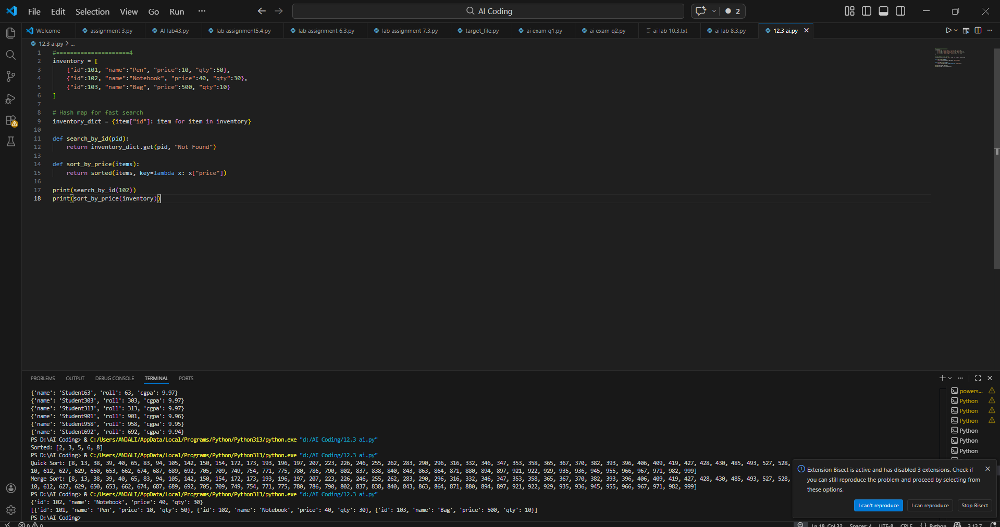 File Edit Selection View Go Run ··· AI Coding 2
Welcome assignment 3.py AI lab43.py lab assignment5.4.py lab assignment 6.3.py lab assignment 7.3.py target_file.py ai exam q1.py ai exam q2.py ai lab 10.3.txt ai lab 8.3.py 12.3 ai.py
12.3 ai.py > ...
1 #=====================4
2 inventory = [
3 {"id":101, "name":"Pen", "price":10, "qty":50},
4 {"id":102, "name":"Notebook", "price":40, "qty":30},
5 {"id":103, "name":"Bag", "price":500, "qty":10}
6 ]
7
8 # Hash map for fast search
9 inventory_dict = {item["id"]: item for item in inventory}
10
11 def search_by_id(pid):
12 return inventory_dict.get(pid, "Not Found")
13
14 def sort_by_price(items):
15 return sorted(items, key=lambda x: x["price"])
16
17 print(search_by_id(102))
18 print(sort_by_price(inventory))
PROBLEMS OUTPUT DEBUG CONSOLE TERMINAL PORTS
{'name': 'Student63', 'roll': 63, 'cgpa': 9.97}
{'name': 'Student303', 'roll': 303, 'cgpa': 9.97}
{'name': 'Student313', 'roll': 313, 'cgpa': 9.97}
{'name': 'Student901', 'roll': 901, 'cgpa': 9.96}
{'name': 'Student958', 'roll': 958, 'cgpa': 9.95}
{'name': 'Student692', 'roll': 692, 'cgpa': 9.94}
PS D:\AI Coding> & C:/Users/ANJALI/AppData/Local/Programs/Python/Python313/python.exe "d:/AI Coding/12.3 ai.py"
Sorted: [2, 3, 5, 6, 8]
PS D:\AI Coding> & C:/Users/ANJALI/AppData/Local/Programs/Python/Python313/python.exe "d:/AI Coding/12.3 ai.py"
Quick Sort: [8, 13, 38, 39, 40, 65, 83, 94, 105, 142, 150, 154, 172, 173, 193, 196, 197, 207, 223, 226, 246, 255, 262, 283, 290, 296, 316, 332, 346, 347, 353, 358, 365, 367, 370, 382, 393, 396, 406, 409, 419, 427, 428, 430, 485, 493, 527, 528,
10, 612, 627, 629, 650, 653, 662, 674, 687, 689, 692, 705, 709, 749, 754, 771, 775, 780, 786, 790, 802, 837, 838, 840, 843, 863, 864, 871, 880, 894, 897, 921, 922, 929, 935, 936, 945, 955, 966, 967, 971, 982, 999]
Merge Sort: [8, 13, 38, 39, 40, 65, 83, 94, 105, 142, 150, 154, 172, 173, 193, 196, 197, 207, 223, 226, 246, 255, 262, 283, 290, 296, 316, 332, 346, 347, 353, 358, 365, 367, 370, 382, 393, 396, 406, 409, 419, 427, 428, 430, 485, 493, 527, 528,
10, 612, 627, 629, 650, 653, 662, 674, 687, 689, 692, 705, 709, 749, 754, 771, 775, 780, 786, 790, 802, 837, 838, 840, 843, 863, 864, 871, 880, 894, 897, 921, 922, 929, 935, 936, 945, 955, 966, 967, 971, 982, 999]
PS D:\AI Coding> & C:/Users/ANJALI/AppData/Local/Programs/Python/Python313/python.exe "d:/AI Coding/12.3 ai.py"
{'id': 102, 'name': 'Notebook', 'price': 40, 'qty': 30}
[{'id': 101, 'name': 'Pen', 'price': 10, 'qty': 50}, {'id': 102, 'name': 'Notebook', 'price': 40, 'qty': 30}, {'id': 103, 'name': 'Bag', 'price': 500, 'qty': 10}]
PS D:\AI Coding>
powers...
Python
Python
Python
Python
Python
Python
Extension Bisect is active and has disabled 3 extensions. Check if
you can still reproduce the problem and proceed by selecting from
these options.
I can't reproduce I can reproduce Stop Bisect
Ln 18, Col 32 Spaces: 4 UTF-8 CRLF Python 3.13.7